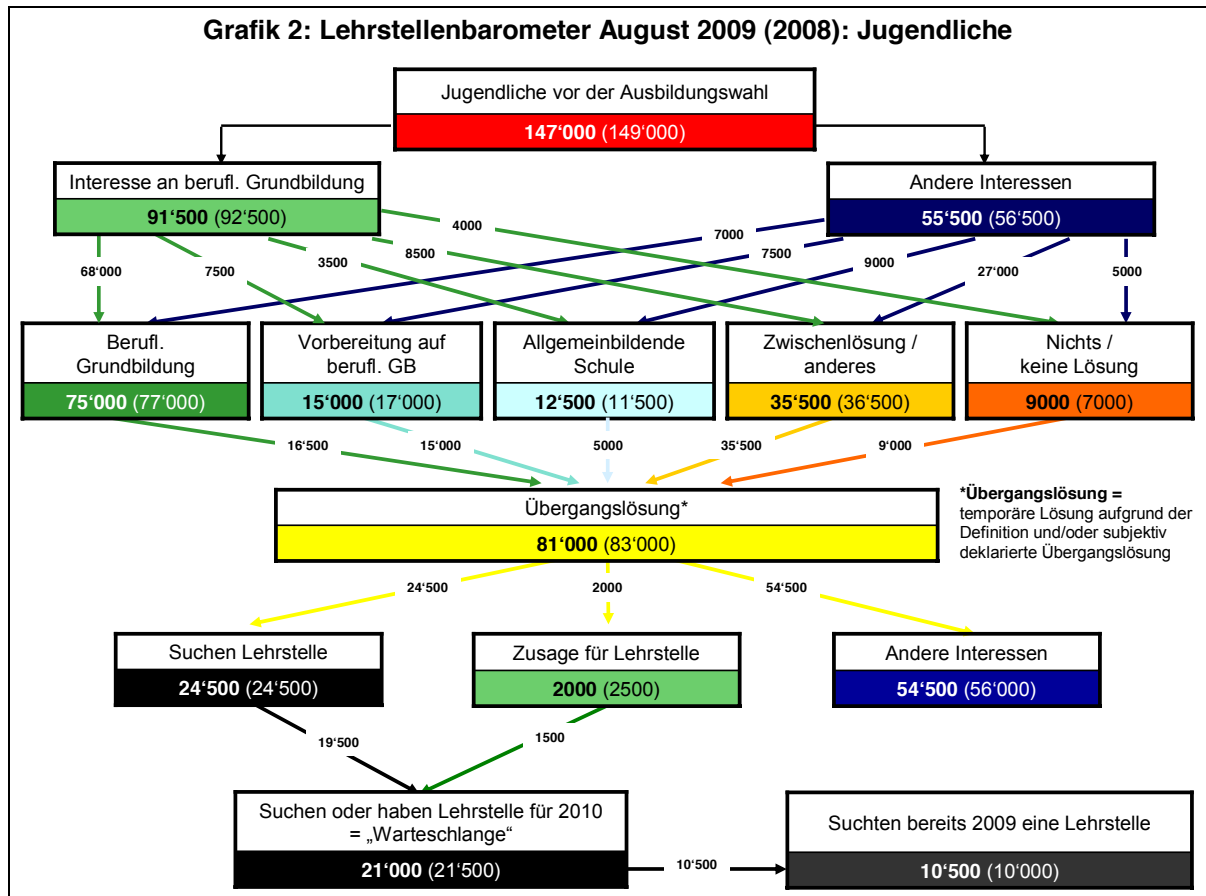 Grafik 2: Lehrstellenbarometer August 2009 (2008): Jugendliche
Jugendliche vor der Ausbildungswahl
147‘000 (149‘000)
Interesse an berufl. Grundbildung
91‘500 (92‘500)
Andere Interessen
55‘500 (56‘500)
68‘000
7500
3500
8500
4000
7000
7500
9000
27‘000
5000
Berufl.
Grundbildung
75‘000 (77‘000)
Vorbereitung auf
berufl. GB
15‘000 (17‘000)
Allgemeinbildende
Schule
12‘500 (11‘500)
Zwischenlösung /
anderes
35‘500 (36‘500)
Nichts /
keine Lösung
9000 (7000)
16‘500
15‘000
5000
35‘500
9‘000
Übergangslösung*
81‘000 (83‘000)
*Übergangslösung =
temporäre Lösung aufgrund der
Definition und/oder subjektiv
deklarierte Übergangslösung
24‘500
2000
54‘500
Suchen Lehrstelle
24‘500 (24‘500)
Zusage für Lehrstelle
2000 (2500)
Andere Interessen
54‘500 (56‘000)
19‘500
1500
Suchen oder haben Lehrstelle für 2010
= „Warteschlange“
21‘000 (21‘500)
10‘500
Suchten bereits 2009 eine Lehrstelle
10‘500 (10‘000)